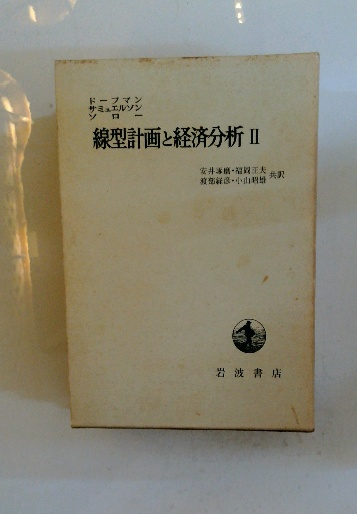 ドーフマン
サミュエルソン
ソロー
線型計画と経済分析 II
安井琢磨・福岡正夫
渡部経彦・小山昭雄
共訳
岩波書店